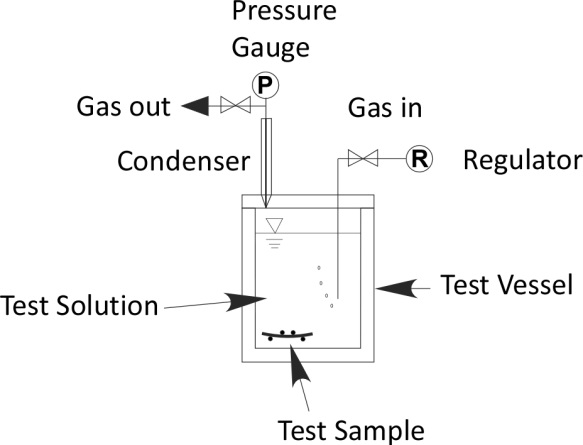 Pressure
Gauge
P
Gas out
Gas in
Condenser
R
Regulator
Test Solution
Test Vessel
Test Sample